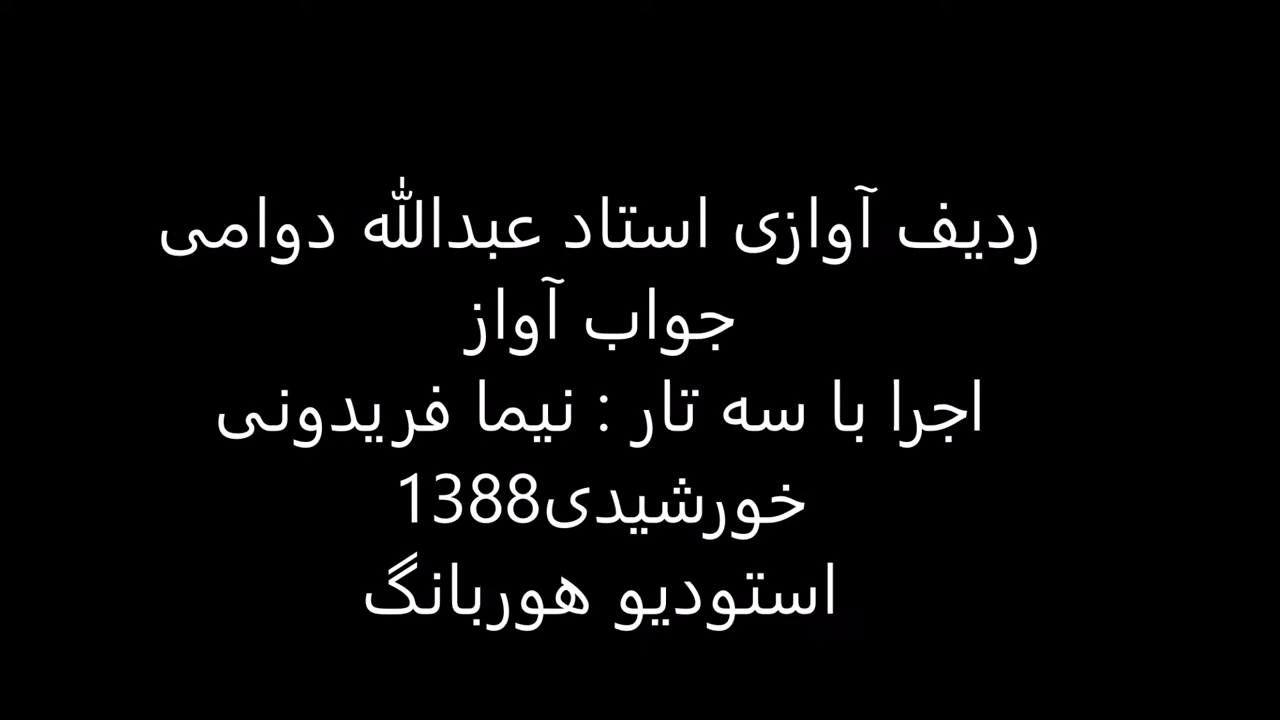 ردیف آوازی استاد عبدالله دوامی
جواب آواز
اجرا با سه تار : نیما فریدونی
خورشیدی1388
استودیو هوربانگ